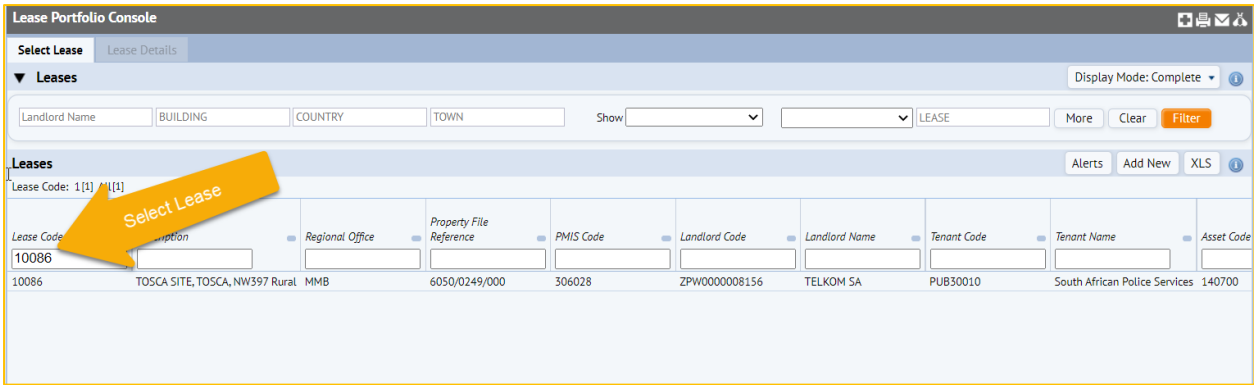 Lease Portfolio Console
Select Lease Lease Details
Leases
Display Mode: Complete
Landlord Name BUILDING COUNTRY TOWN Show LEASE More Clear Filter
Leases
Alerts Add New XLS
Lease Code: 1[1] [1]
Select Lease
Lease Code Regional Office Property File Reference PMIS Code Landlord Code Landlord Name Tenant Code Tenant Name Asset Code
10086
10086 TOSCA SITE, TOSCA, NW397 Rural MMB 6050/0249/000 306028 ZPW0000008156 TELKOM SA PUB30010 South African Police Services 140700